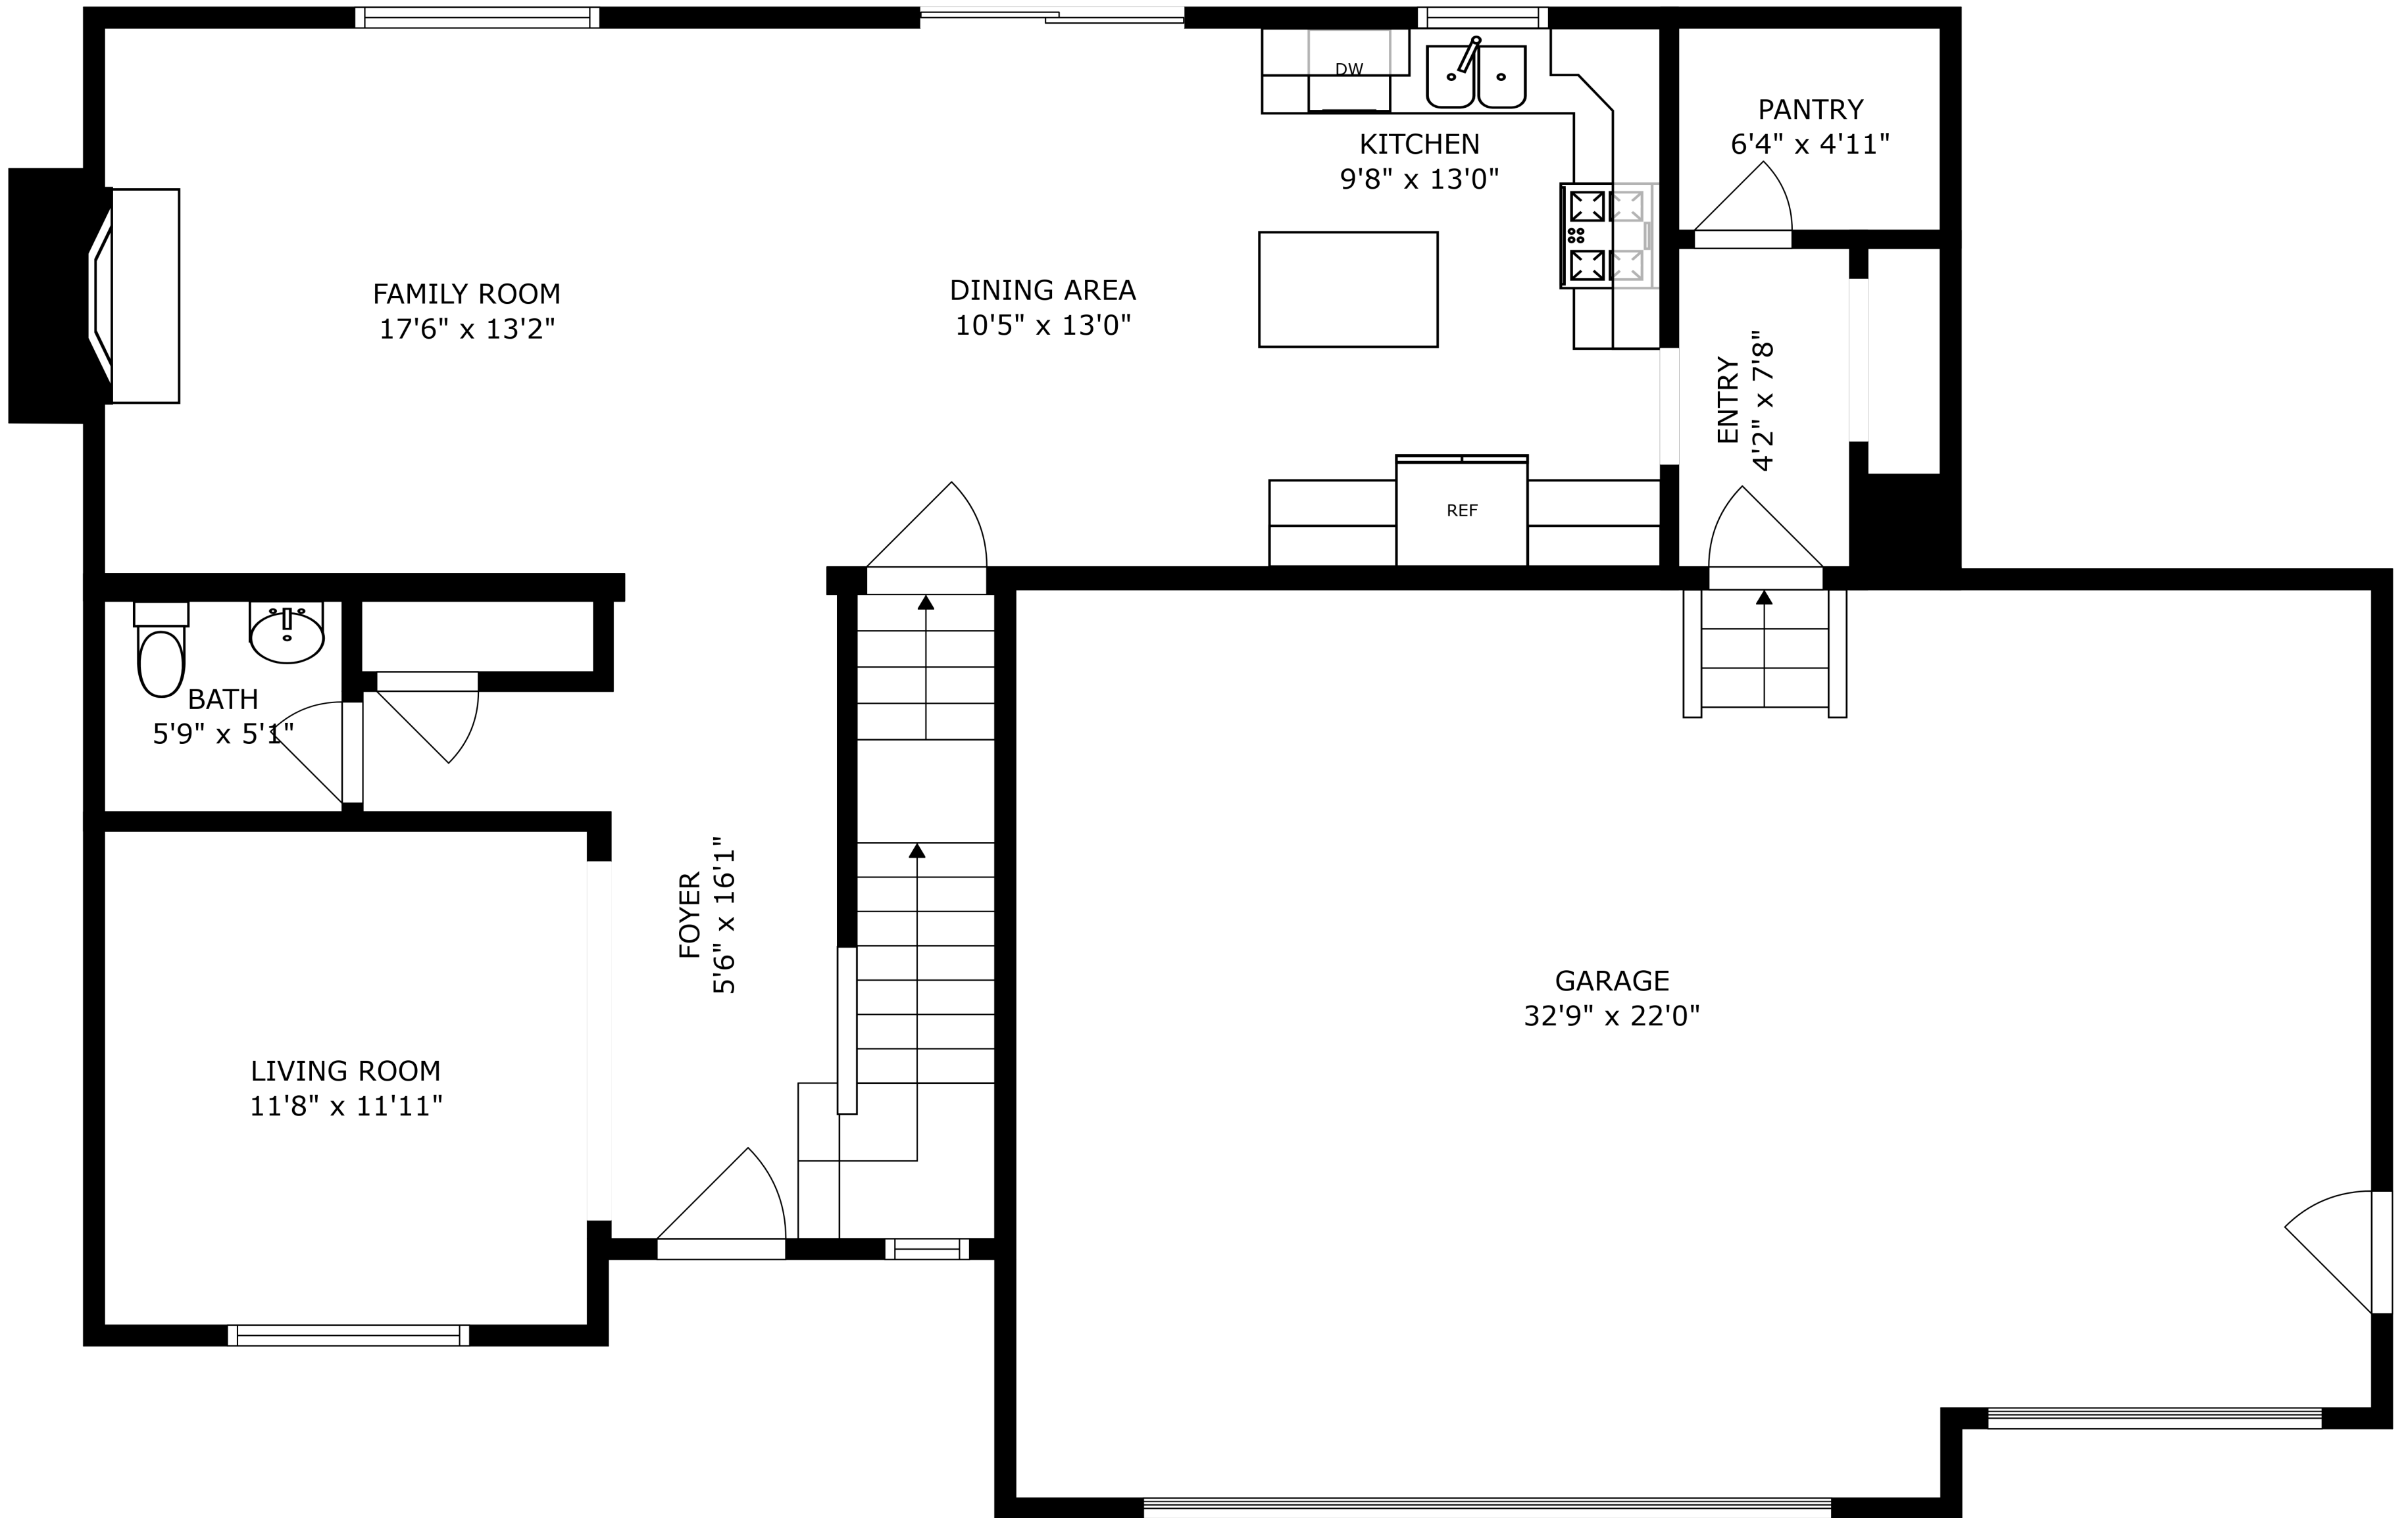 DW
KITCHEN
9'8" x 13'0"
PANTRY
6'4" x 4'11"
FAMILY ROOM
17'6" x 13'2"
DINING AREA
10'5" x 13'0"
ENTRY
4'2" x 7'8"
REF
BATH
5'9" x 5'1"
FOYER
5'6" x 16'1"
GARAGE
32'9" x 22'0"
LIVING ROOM
11'8" x 11'11"